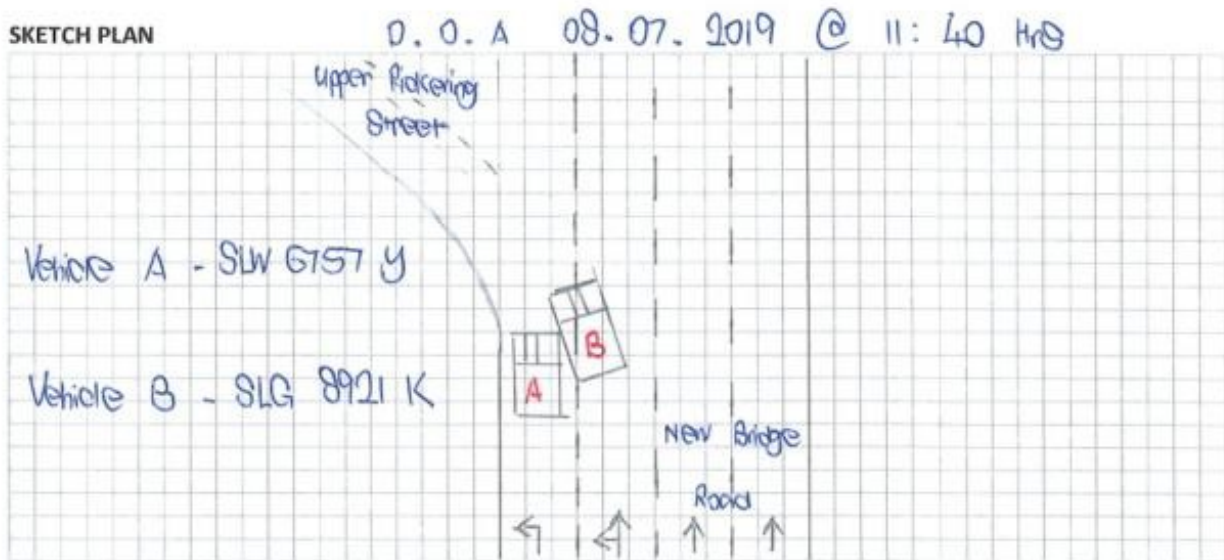 SKETCH PLAN
D. O. A 08. 07. 2019 @ 11: 40 Hrs
Upper Pickering
Street
Vehicle A - SLW 6757 Y
B
Vehicle B - SLG 8921 K
A
New Bridge
Road